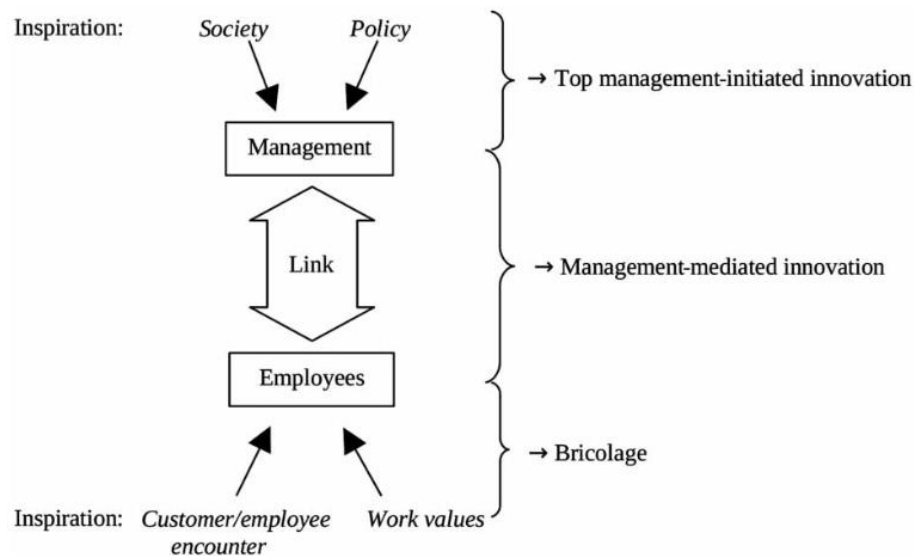 Inspiration: Society Policy
→ Top management-initiated innovation
Management
Link
→ Management-mediated innovation
Employees
→ Bricolage
Inspiration: Customer/employee Work values
encounter